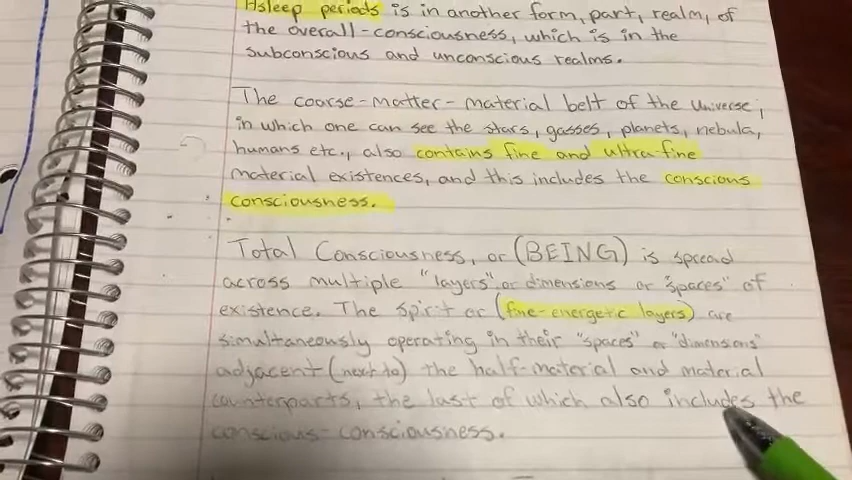 Asleep periods is in another form, part, realm, of
the overall-consciousness, which is in the
subconscious and unconscious realms.
The coarse-matter-material belt of the Universe;
in which one can see the stars, gasses, planets, nebula,
humans etc., also contains fine and ultra-fine
material existences, and this includes the conscious
consciousness.
Total Consciousness, or (BEING) is spread
across multiple "layers" or dimensions or "spaces" of
existence. The spirit or (fine-energetic layers) are
simultaneously operating in their "spaces" or "dimensions"
adjacent (next to) the half-material and material
counterparts, the last of which also includes the
conscious-consciousness.